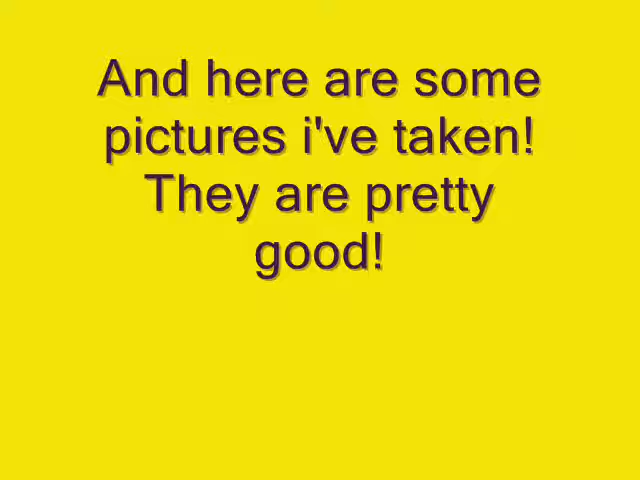 And here are some
pictures i've taken!
They are pretty
good!